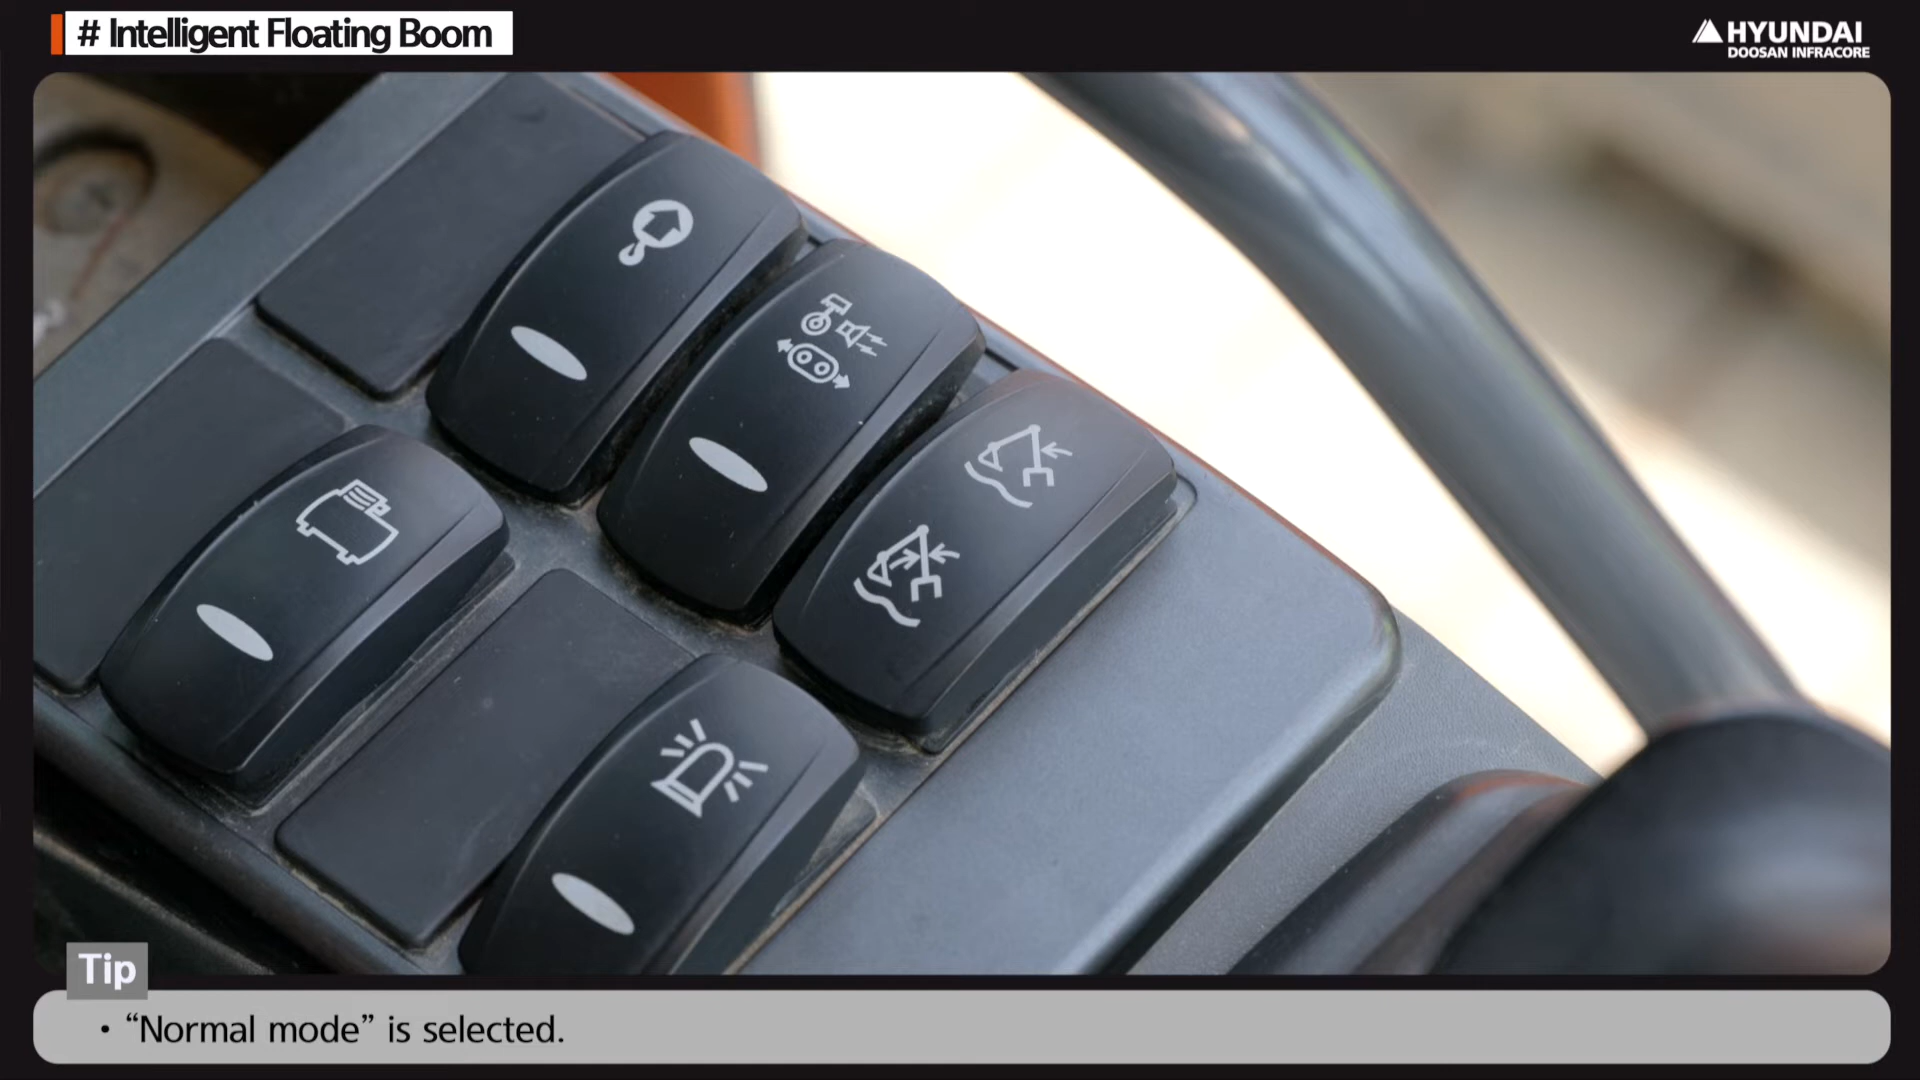 # Intelligent Floating Boom
HYUNDAI
DOOSAN INFRACORE
Tip
• “Normal mode” is selected.